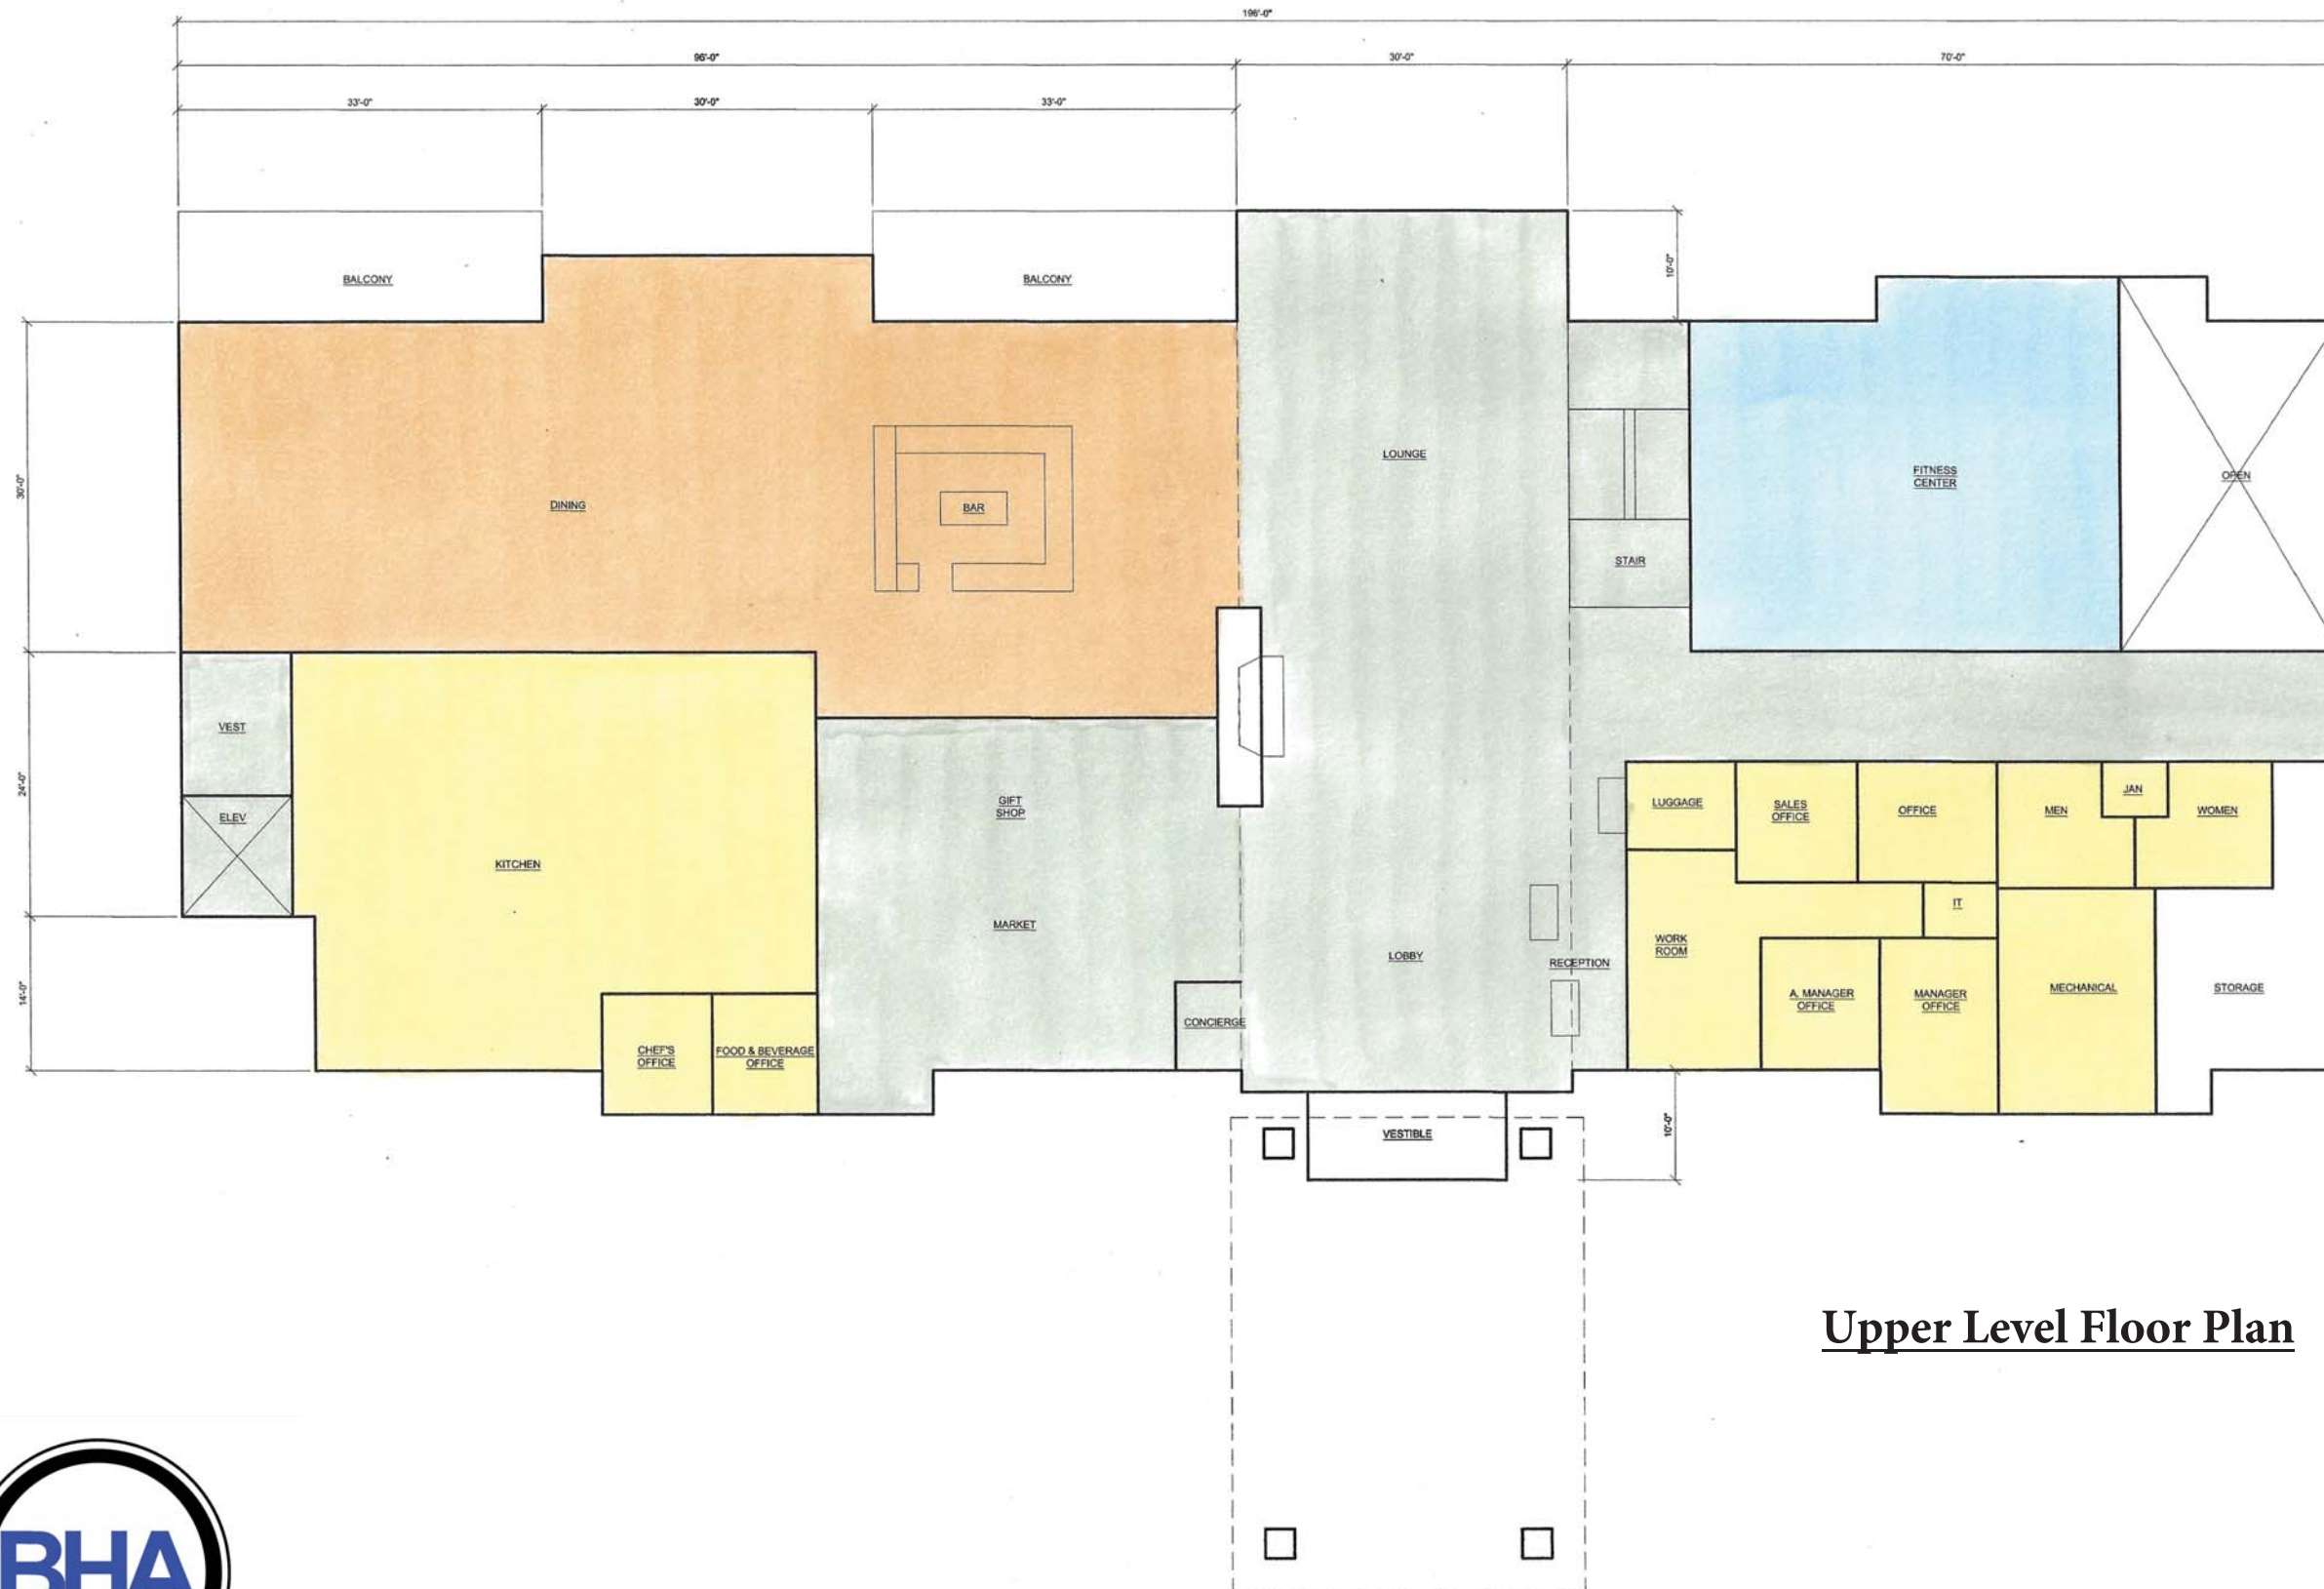 196'-0"
96'-0"
30'-0"
70'-0"
33'-0"
30'-0"
33'-0"
BALCONY
BALCONY
10'-0"
30'-0"
DINING
BAR
LOUNGE
STAIR
FITNESS
CENTER
OPEN
24'-0"
VEST
ELEV
KITCHEN
GIFT
SHOP
MARKET
LOBBY
RECEPTION
CONCIERGE
LUGGAGE
SALES
OFFICE
OFFICE
MEN
JAN
WOMEN
IT
WORK
ROOM
A. MANAGER
OFFICE
MANAGER
OFFICE
MECHANICAL
STORAGE
14'-0"
CHEF'S
OFFICE
FOOD & BEVERAGE
OFFICE
VESTIBLE
10'-0"
Upper Level Floor Plan
BHA